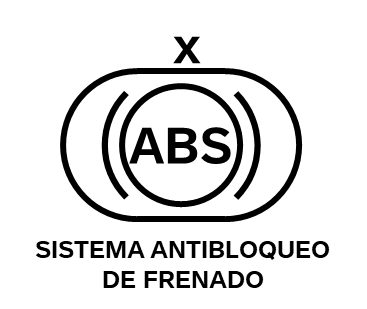 X
ABS
SISTEMA ANTIBLOQUEO
DE FRENADO